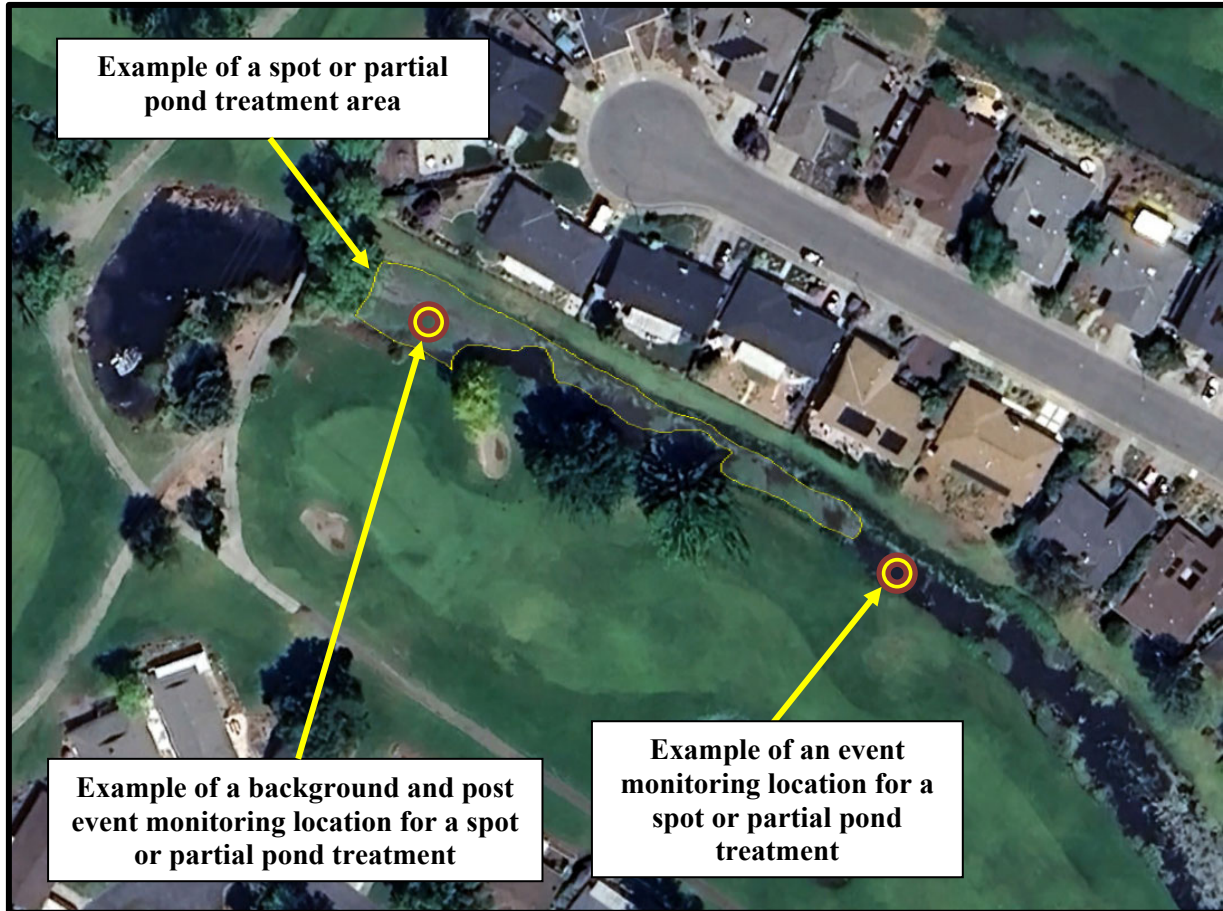 Example of a spot or partial
pond treatment area
Example of a background and post
event monitoring location for a spot
or partial pond treatment
Example of an event
monitoring location for a
spot or partial pond
treatment